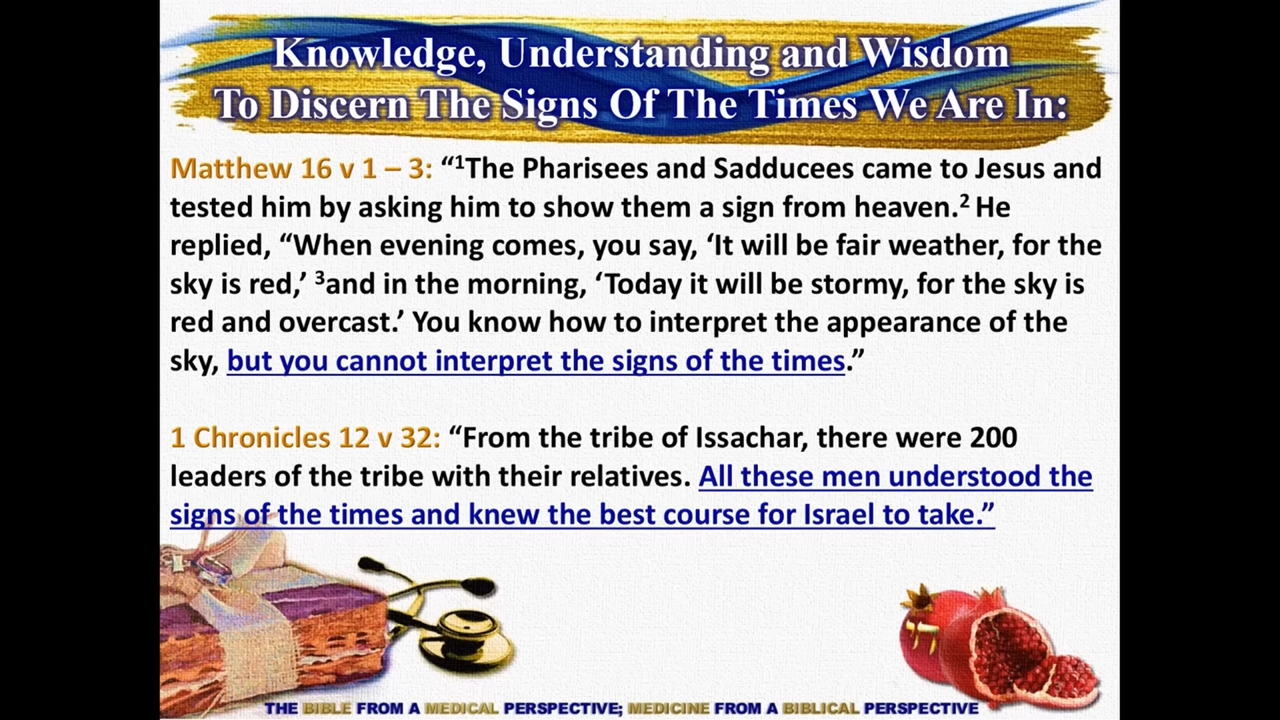 Knowledge, Understanding and Wisdom
To Discern The Signs Of The Times We Are In:
Matthew 16 v 1 – 3: “¹The Pharisees and Sadducees came to Jesus and
tested him by asking him to show them a sign from heaven.² He
replied, “When evening comes, you say, ‘It will be fair weather, for the
sky is red,’ ³and in the morning, ‘Today it will be stormy, for the sky is
red and overcast.’ You know how to interpret the appearance of the
sky, but you cannot interpret the signs of the times.”
1 Chronicles 12 v 32: “From the tribe of Issachar, there were 200
leaders of the tribe with their relatives. All these men understood the
signs of the times and knew the best course for Israel to take.”
THE BIBLE FROM A MEDICAL PERSPECTIVE; MEDICINE FROM A BIBLICAL PERSPECTIVE